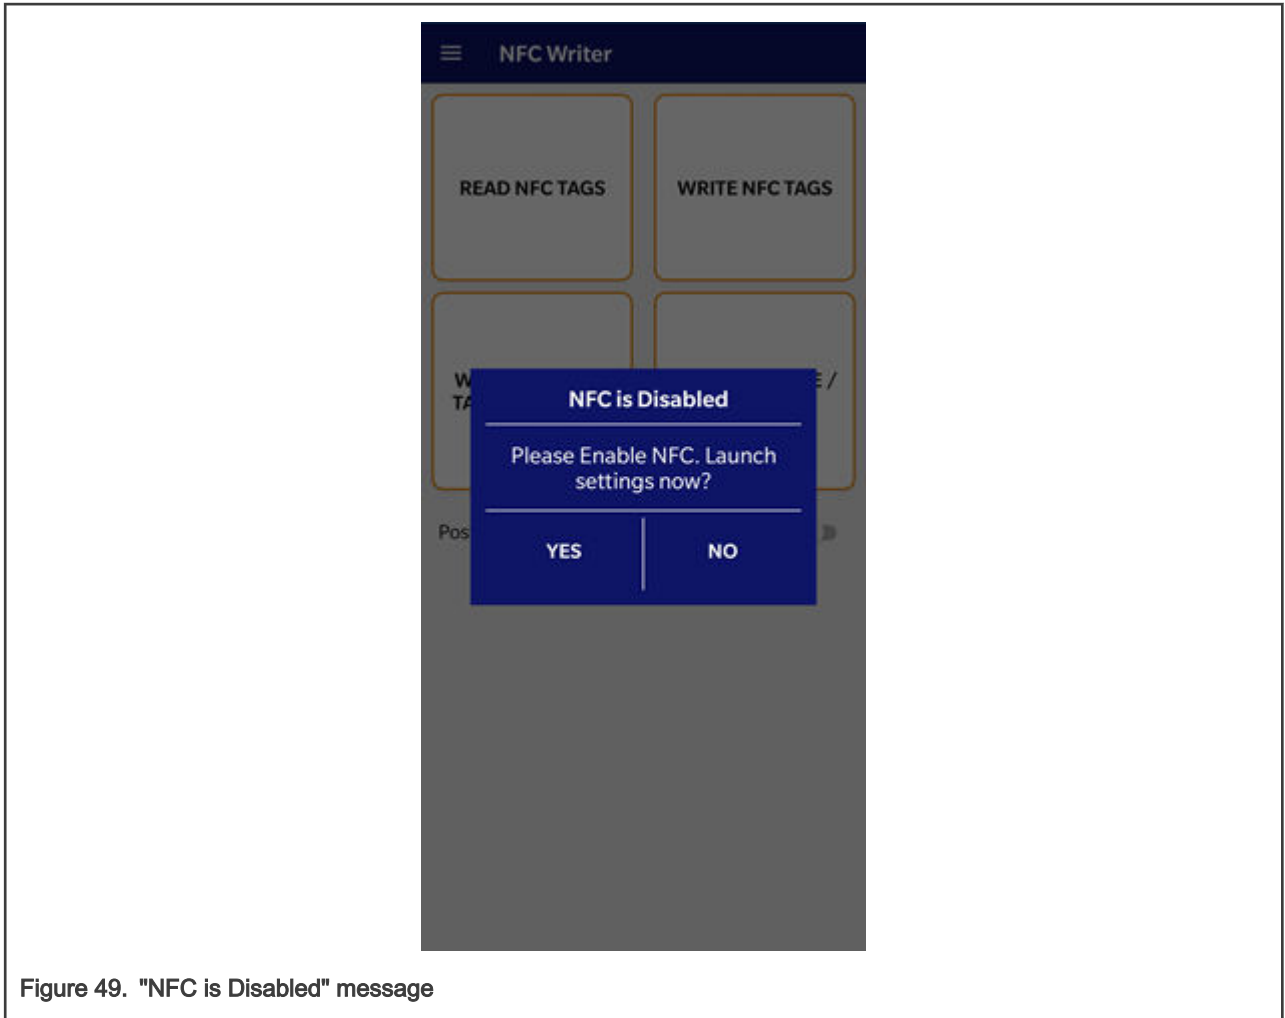 NFC Writer
READ NFC TAGS
WRITE NFC TAGS
NFC is Disabled
Please Enable NFC. Launch
settings now?
YES
NO
Figure 49. "NFC is Disabled" message